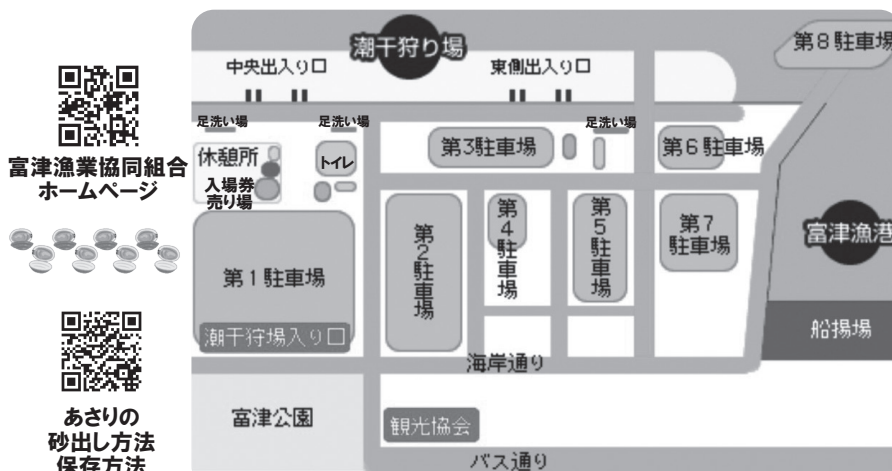 富津漁業協同組合
ホームページ
あさりの
砂出し方法
保存方法
潮干狩り場
第8駐車場
中央出入り口
東側出入り口
足洗い場
足洗い場
足洗い場
休憩所
トイレ
第3駐車場
第6駐車場
入場券
売り場
第1駐車場
第2駐車場
第4駐車場
第5駐車場
第7
駐車場
富津漁港
潮干狩場入り口
船揚場
海岸通り
富津公園
観光協会
バス通り